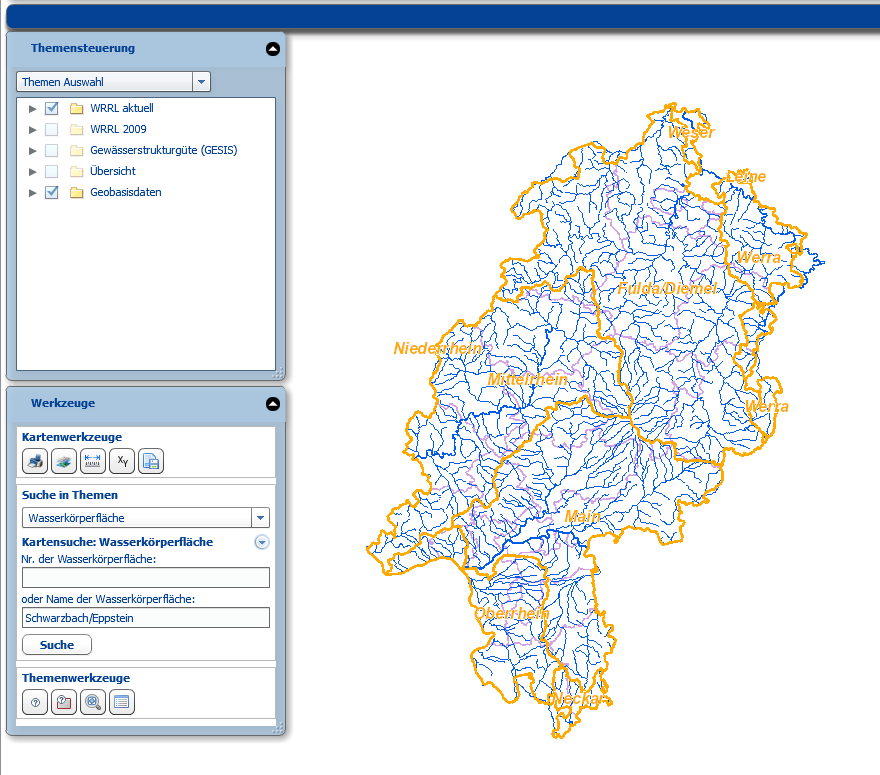 Themensteuerung
Themen Auswahl
WRRL aktuell
WRRL 2009
Gewässerstrukturgüte (GESIS)
Übersicht
Geobasisdaten
Werkzeuge
Kartenwerkzeuge
XY
Suche in Themen
Wasserkörperfläche
Kartensuche: Wasserkörperfläche
Nr. der Wasserkörperfläche:
oder Name der Wasserkörperfläche:
Schwarzbach/Eppstein
Suche
Themenwerkzeuge
Weser
Leine
Werra
Fulda/Diemel
Niederrhein
Mittelrhein
Werra
Main
Oberrhein
Neckar